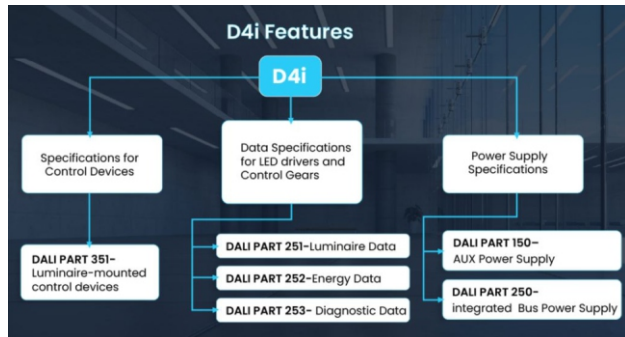 D4i Features
D4i
Specifications for
Control Devices
Data Specifications
for LED drivers and
Control Gears
Power Supply
Specifications
DALI PART 351-
Luminaire-mounted
control devices
DALI PART 251-Luminaire Data
DALI PART 252-Energy Data
DALI PART 253- Diagnostic Data
DALI PART 150–
AUX Power Supply
DALI PART 250-
integrated Bus Power Supply